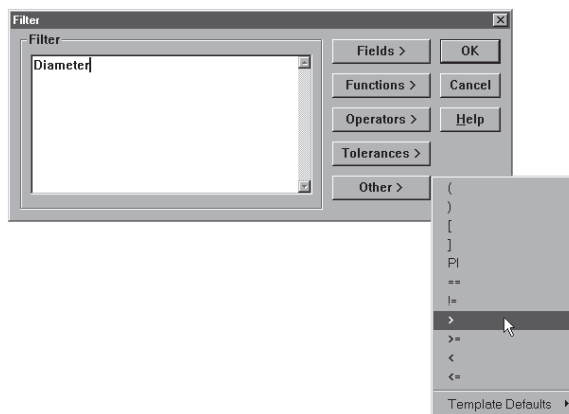 Filter
Filter
Diameter
Fields >
OK
Functions >
Cancel
Operators >
Help
Tolerances >
Other >
(
)
[
]
PI
==
!=
>
>=
<
<=
Template Defaults